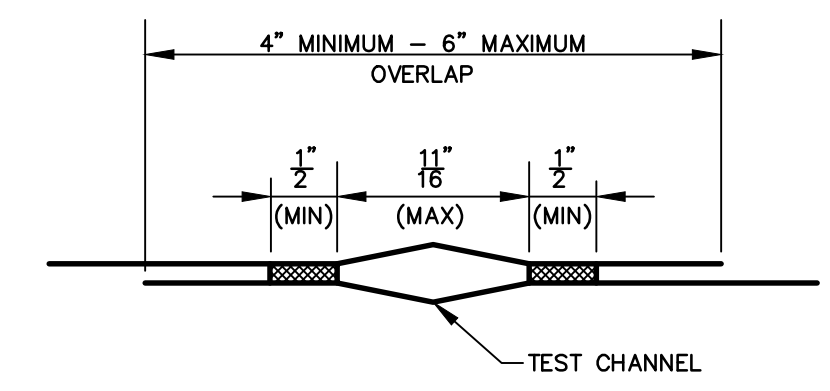 4" MINIMUM - 6" MAXIMUM
OVERLAP
1/2" 11/16" 1/2"
(MIN) (MAX) (MIN)
TEST CHANNEL